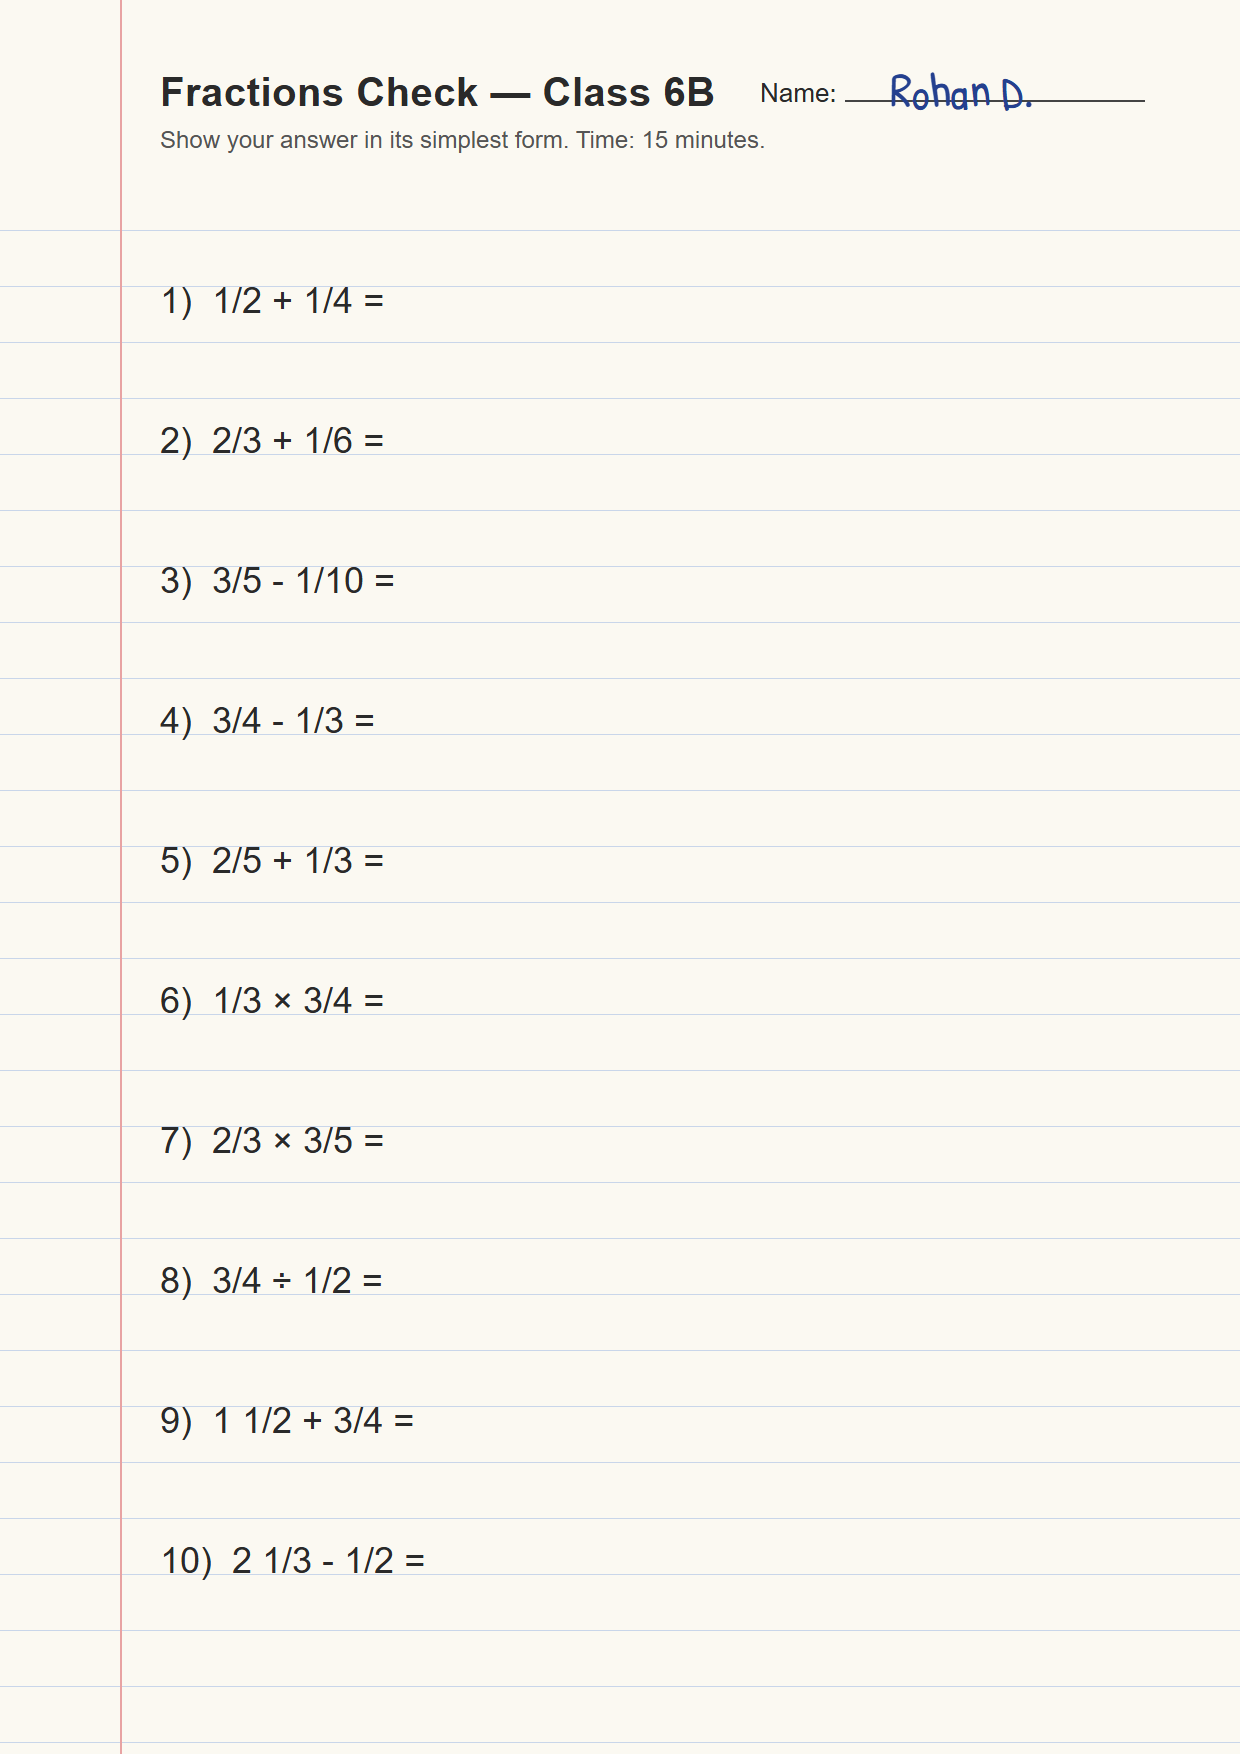 Fractions Check — Class 6B Name: Rohan D.
Show your answer in its simplest form. Time: 15 minutes.
1) 1/2 + 1/4 =
2) 2/3 + 1/6 =
3) 3/5 - 1/10 =
4) 3/4 - 1/3 =
5) 2/5 + 1/3 =
6) 1/3 × 3/4 =
7) 2/3 × 3/5 =
8) 3/4 ÷ 1/2 =
9) 1 1/2 + 3/4 =
10) 2 1/3 - 1/2 =